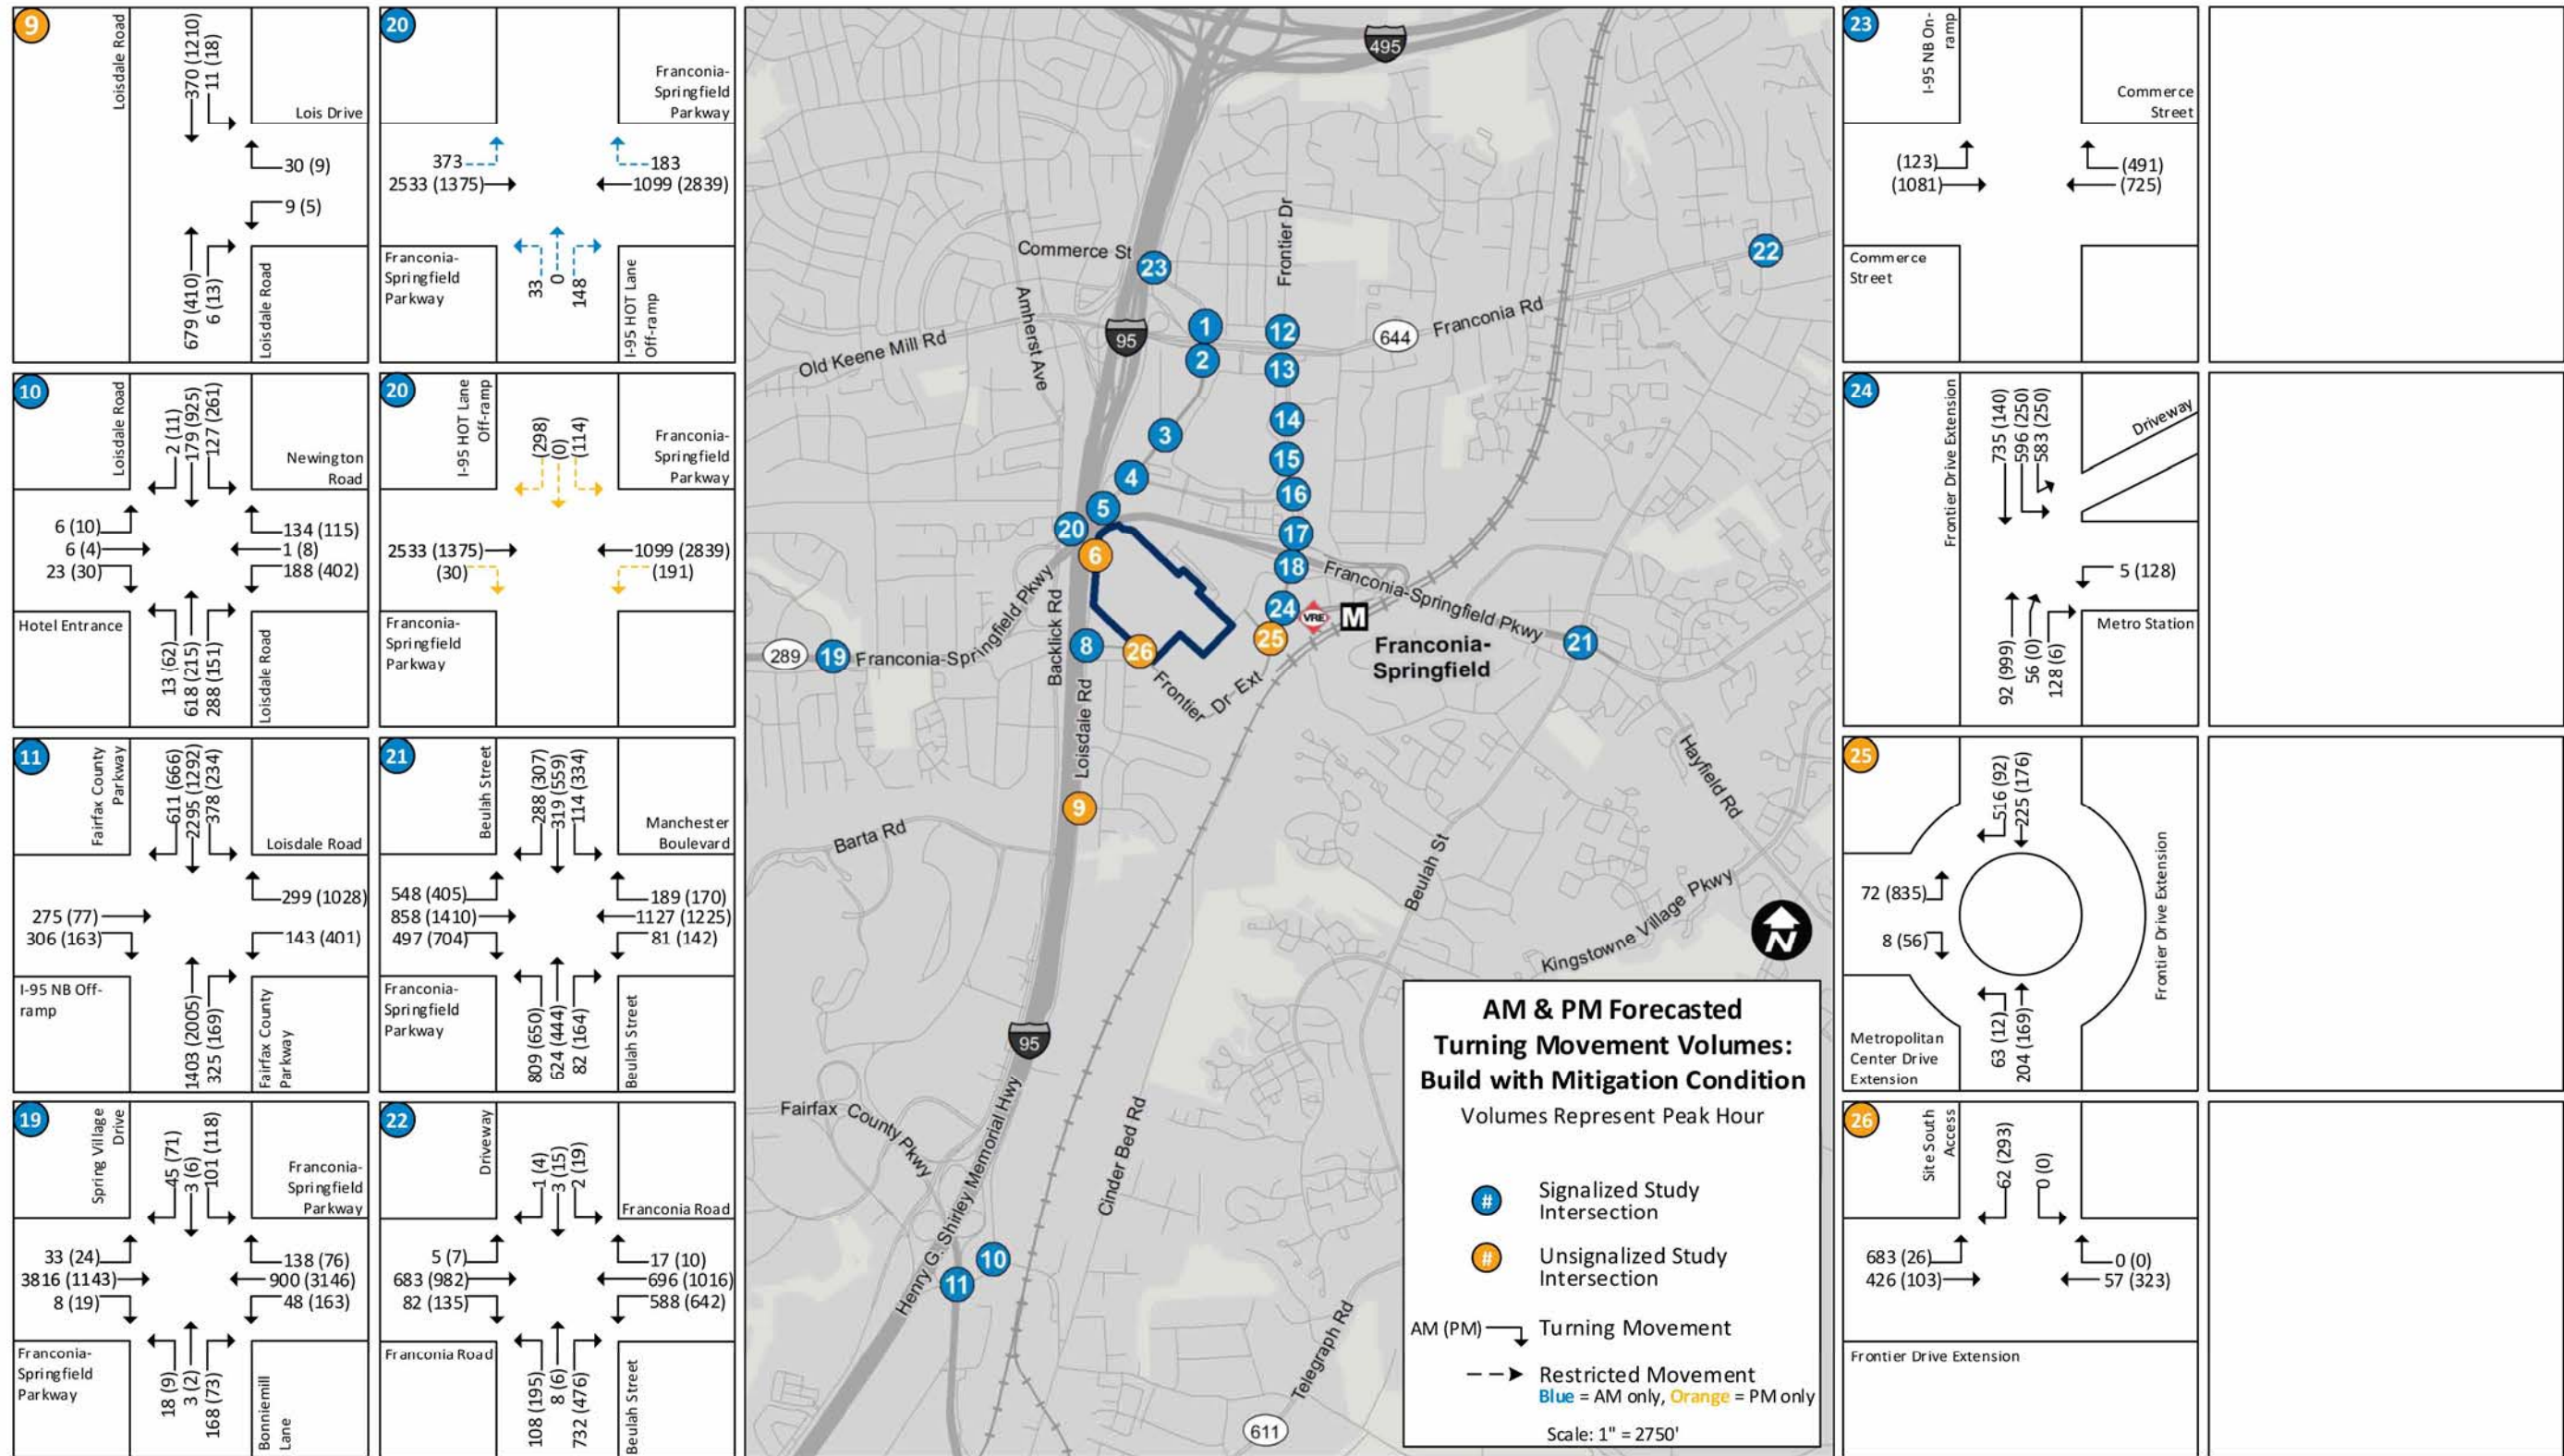 9
Loisdale Road
370 (1210)
11 (18)
Lois Drive
30 (9)
9 (5)
679 (410)
6 (13)
Loisdale Road
20
Franconia-
Springfield
Parkway
373
2533 (1375)
183
1099 (2839)
Franconia-
Springfield
Parkway
33
0
148
I-95 HOT Lane
Off-ramp
10
Loisdale Road
2 (11)
179 (925)
127 (261)
Newington
Road
6 (10)
6 (4)
23 (30)
134 (115)
1 (8)
188 (402)
Hotel Entrance
13 (62)
618 (215)
288 (151)
Loisdale Road
20
I-95 HOT Lane
Off-ramp
(298)
(0)
(114)
Franconia-
Springfield
Parkway
2533 (1375)
(30)
1099 (2839)
(191)
Franconia-
Springfield
Parkway
11
Fairfax County
Parkway
611 (666)
2295 (1292)
378 (234)
Loisdale Road
275 (77)
306 (163)
299 (1028)
143 (401)
I-95 NB Off-
ramp
1403 (2005)
325 (169)
Fairfax County
Parkway
21
Beulah Street
288 (307)
319 (559)
114 (334)
Manchester
Boulevard
548 (405)
858 (1410)
497 (704)
189 (170)
1127 (1225)
81 (142)
Franconia-
Springfield
Parkway
809 (650)
624 (444)
82 (164)
Beulah Street
19
Spring Village
Drive
45 (71)
3 (6)
101 (118)
Franconia-
Springfield
Parkway
33 (24)
3816 (1143)
8 (19)
138 (76)
900 (3146)
48 (163)
Franconia-
Springfield
Parkway
18 (9)
3 (2)
168 (73)
Bonniemill
Lane
22
Driveway
1 (4)
3 (15)
2 (19)
Franconia Road
5 (7)
683 (982)
82 (135)
17 (10)
696 (1016)
588 (642)
Franconia Road
108 (195)
8 (6)
732 (476)
Beulah Street
495
Frontier Dr
Commerce St
23
22
Amherst Ave
1
12
95
Old Keene Mill Rd
644
Franconia Rd
2
13
14
3
15
4
16
5
20
17
6
18
Franconia-Springfield Pkwy
24
VRE
M
25
21
8
26
289
19
Franconia-Springfield Pkwy
Backlick Rd
Franconia-
Springfield
Frontier Dr Ext
Loisdale Rd
Hayfield Rd
9
Barta Rd
Beulah St
Kingstowne Village Pkwy
N
95
Fairfax County Pkwy
Henry G. Shirley Memorial Hwy
Cinder Bed Rd
10
11
Telegraph Rd
611
AM & PM Forecasted
Turning Movement Volumes:
Build with Mitigation Condition
Volumes Represent Peak Hour
# Signalized Study
Intersection
# Unsignalized Study
Intersection
AM (PM) Turning Movement
Restricted Movement
Blue = AM only, Orange = PM only
Scale: 1" = 2750'
23
I-95 NB On-
ramp
Commerce
Street
(123)
(1081)
(491)
(725)
Commerce
Street
24
Frontier Drive Extension
735 (140)
596 (250)
583 (250)
Driveway
5 (128)
Metro Station
92 (999)
56 (0)
128 (6)
25
516 (92)
225 (176)
72 (835)
8 (56)
Frontier Drive Extension
Metropolitan
Center Drive
Extension
63 (12)
204 (169)
26
Site South
Access
62 (293)
0 (0)
683 (26)
426 (103)
0 (0)
57 (323)
Frontier Drive Extension